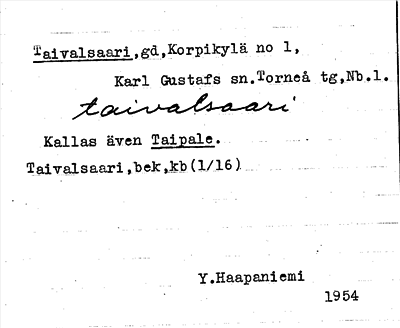 Taivalsaari,gd,Korpikylä no 1,
Karl Gustafs sn.Torneå tg,Nb.l.
taivalsaari
Kallas även Taipale.
Taivalsaari,bek,kb(1/16)
Y.Haapaniemi
1954